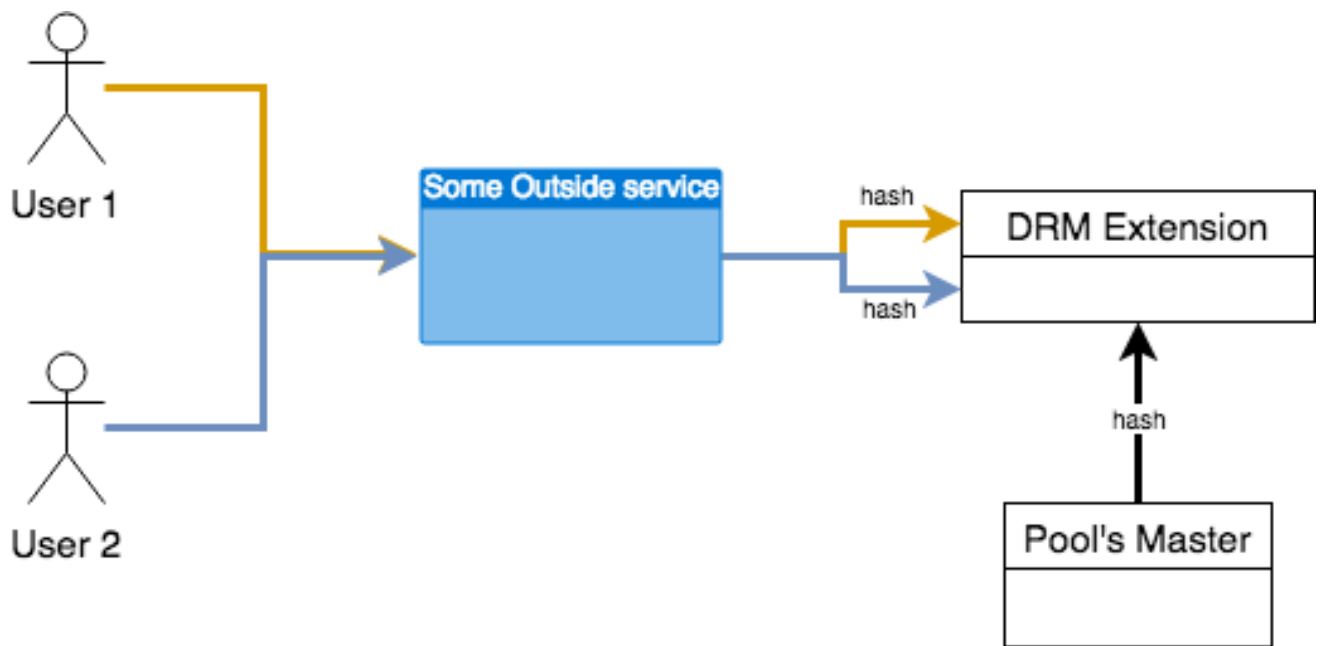 User 1
Some Outside service
hash
DRM Extension
hash
hash
User 2
Pool's Master